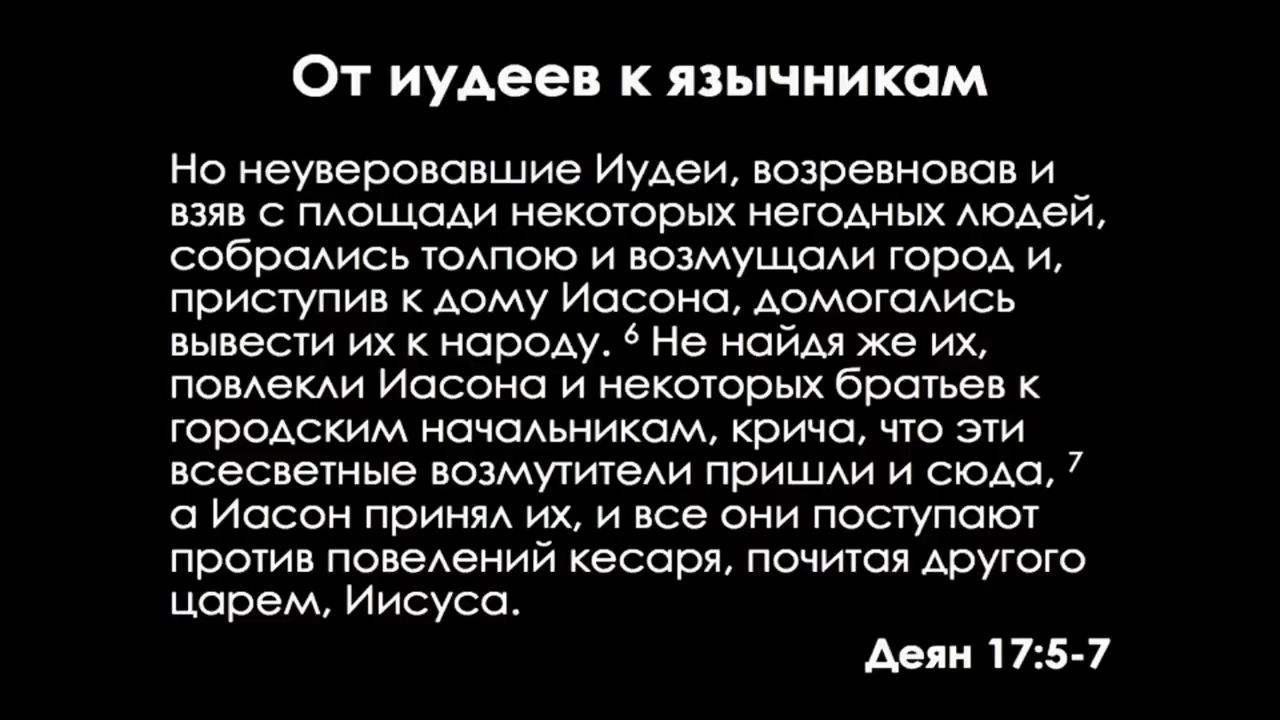 От иудеев к язычникам
Но неуверовавшие Иудеи, возревновав и
взяв с площади некоторых негодных людей,
собрались толпою и возмущали город и,
приступив к дому Иасона, домогались
вывести их к народу. ⁶ Не найдя же их,
повлекли Иасона и некоторых братьев к
городским начальникам, крича, что эти
всесветные возмутители пришли и сюда, ⁷
а Иасон принял их, и все они поступают
против повелений кесаря, почитая другого
царем, Иисуса.
Деян 17:5-7